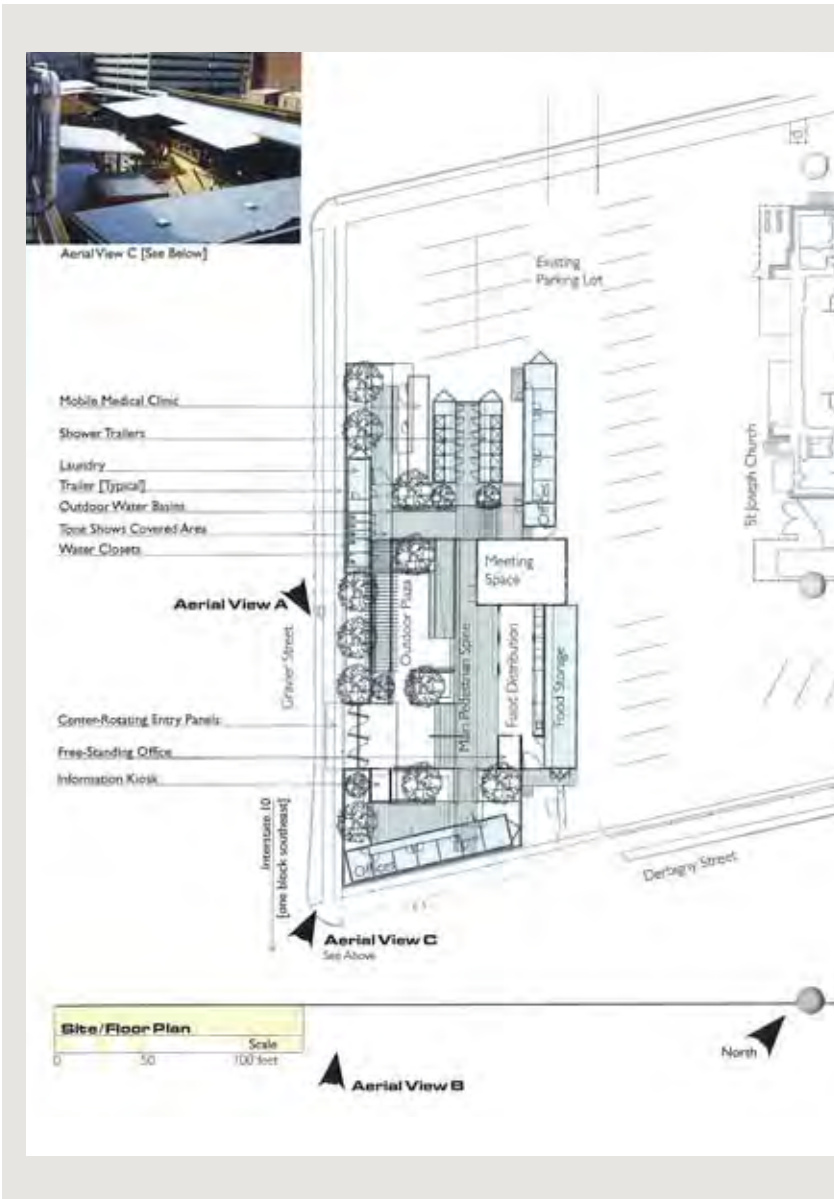 Aerial View C [See Below]
Existing
Parking Lot
Mobile Medical Clinic
Shower Trailers
Laundry
Trailer [Typical]
Outdoor Water Basins
Tone Shows Covered Area
Water Closets
St Joseph Church
Offices
Meeting
Space
Aerial View A
Gravier Street
Outdoor Plaza
Main Pedestrian Spine
Food Distribution
Food Storage
Center-Rotating Entry Panels
Free-Standing Office
Information Kiosk
Interstate 10
[one block southeast]
Offices
Derbigny Street
Aerial View C
See Above
Site/Floor Plan
Scale
0 50 100 feet
North
Aerial View B